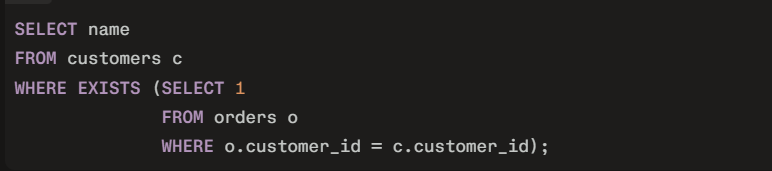 SELECT name
FROM customers c
WHERE EXISTS (SELECT 1
              FROM orders o
              WHERE o.customer_id = c.customer_id);